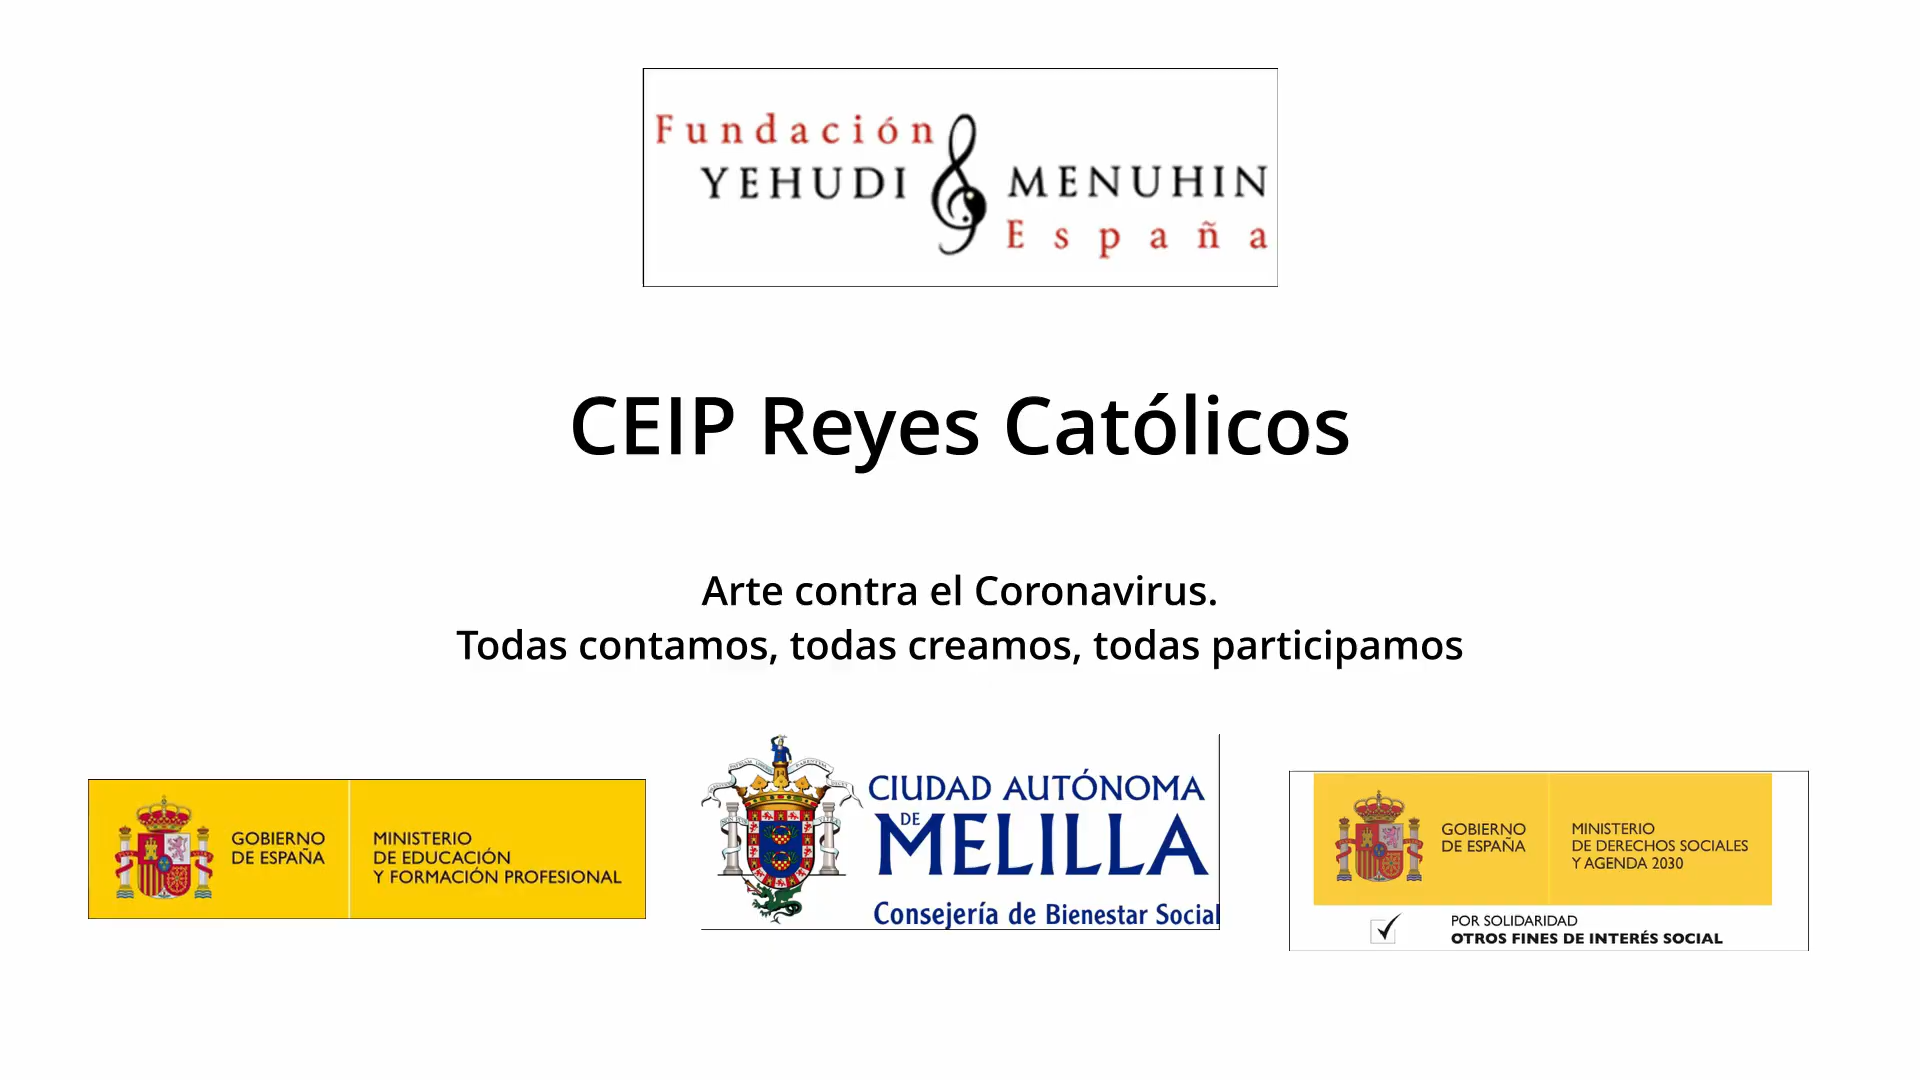 Fundación
YEHUDI MENUHIN
España
CEIP Reyes Católicos
Arte contra el Coronavirus.
Todas contamos, todas creamos, todas participamos
GOBIERNO
DE ESPAÑA
MINISTERIO
DE EDUCACIÓN
Y FORMACIÓN PROFESIONAL
CIUDAD AUTÓNOMA
DE
MELILLA
Consejería de Bienestar Social
GOBIERNO
DE ESPAÑA
MINISTERIO
DE DERECHOS SOCIALES
Y AGENDA 2030
POR SOLIDARIDAD
OTROS FINES DE INTERÉS SOCIAL